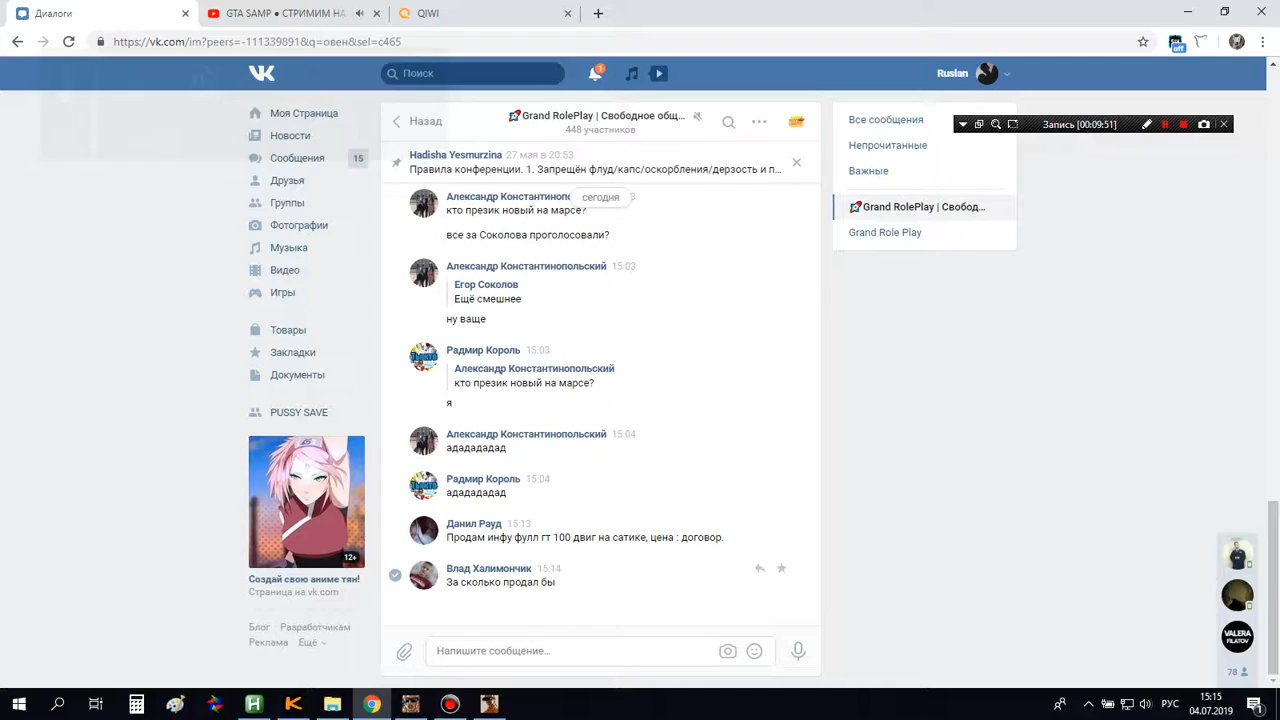 Диалоги
GTA SAMP ● СТРИМИМ НА
QIWI
https://vk.com/im?peers=-111339891&q=овен&sel=c465
off
Поиск
1
Ruslan
Моя Страница
Новости
Сообщения 15
Друзья
Группы
Фотографии
Музыка
Видео
Игры
Товары
Закладки
Документы
PUSSY SAVE
12+
Создай свою аниме тян!
Страница на vk.com
Блог Разработчикам
Реклама Ещё
Назад
Grand RolePlay | Свободное общ...
448 участников
Hadisha Yesmurzina 27 мая в 20:53
Правила конференции. 1. Запрещён флуд/капс/оскорбления/дерзость и п...
сегодня
Александр Константинопо
кто презик новый на марсе?
все за Соколова проголосовали?
Александр Константинопольский 15:03
Егор Соколов
Ещё смешнее
ну ваще
Радмир Король 15:03
Александр Константинопольский
кто презик новый на марсе?
я
Александр Константинопольский 15:04
адададад
Радмир Король 15:04
адададад
Данил Рауд 15:13
Продам инфу фулл гт 100 двиг на сатике, цена : договор.
Влад Халимончик 15:14
За сколько продал бы
Напишите сообщение...
Все сообщения
Непрочитанные
Важные
Grand RolePlay | Свобод...
Grand Role Play
Запись [00:09:51]
VALERA
FILATOV
78
РУС
15:15
04.07.2019
1